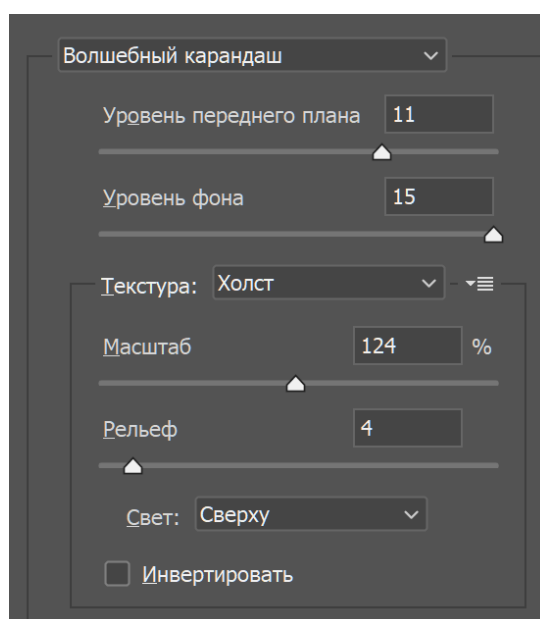 Волшебный карандаш
Уровень переднего плана 11
Уровень фона 15
Текстура: Холст
Масштаб 124 %
Рельеф 4
Свет: Сверху
Инвертировать